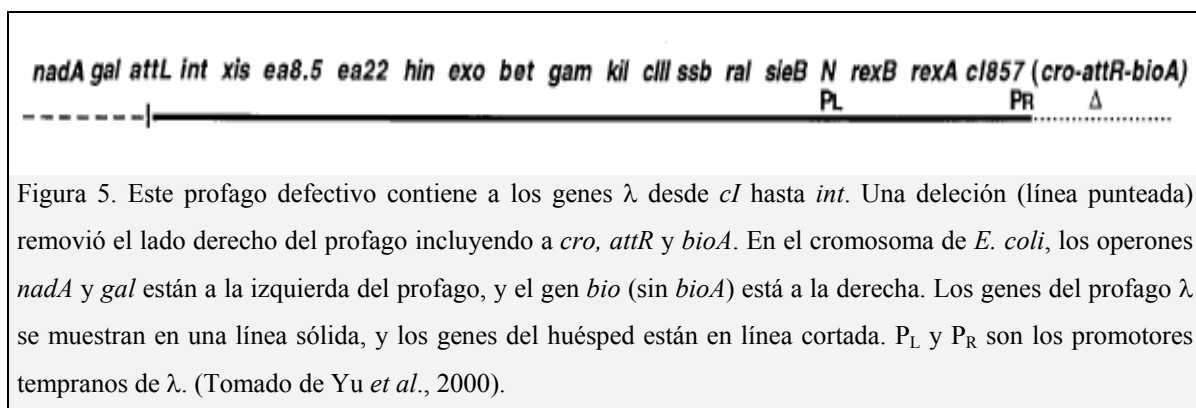 nadA gal attL int xis ea8.5 ea22 hin exo bet gam kil cIII ssb ral sieB N rexB rexA cI857 (cro-attR-bioA)
PL PR Δ
Figura 5. Este profago defectivo contiene a los genes λ desde cI hasta int. Una deleción (línea punteada)
removió el lado derecho del profago incluyendo a cro, attR y bioA. En el cromosoma de E. coli, los operones
nadA y gal están a la izquierda del profago, y el gen bio (sin bioA) está a la derecha. Los genes del profago λ
se muestran en una línea sólida, y los genes del huésped están en línea cortada. PL y PR son los promotores
tempranos de λ. (Tomado de Yu et al., 2000).